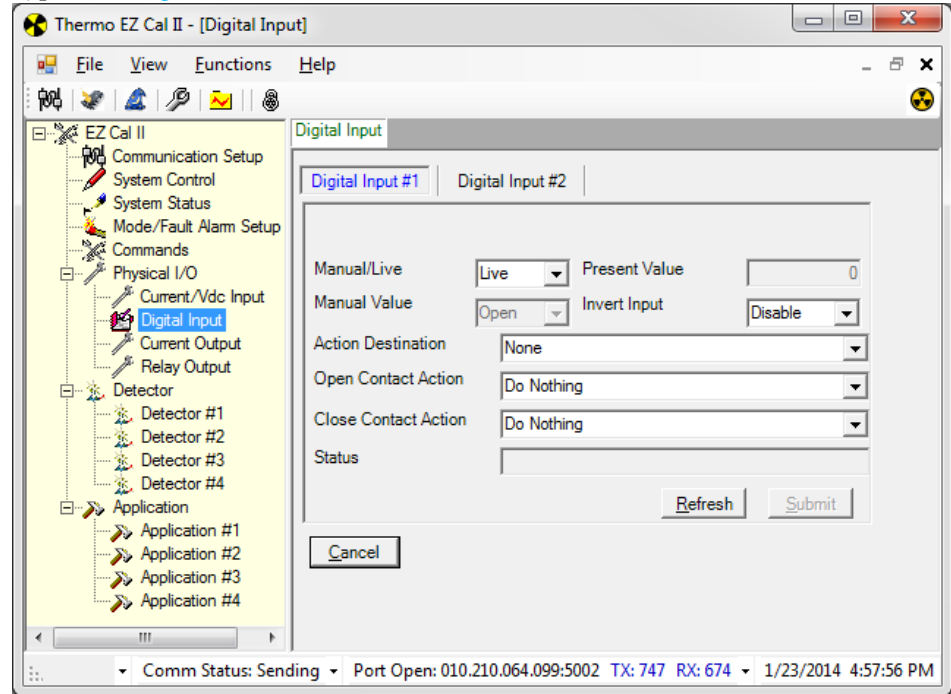 Thermo EZ Cal II - [Digital Input]
File View Functions Help
EZ Cal II
Communication Setup
System Control
System Status
Mode/Fault Alarm Setup
Commands
Physical I/O
Current/Vdc Input
Digital Input
Current Output
Relay Output
Detector
Detector #1
Detector #2
Detector #3
Detector #4
Application
Application #1
Application #2
Application #3
Application #4
Digital Input
Digital Input #1 Digital Input #2
Manual/Live Live Present Value 0
Manual Value Open Invert Input Disable
Action Destination None
Open Contact Action Do Nothing
Close Contact Action Do Nothing
Status
Refresh Submit
Cancel
Comm Status: Sending Port Open: 010.210.064.099:5002 TX: 747 RX: 674 1/23/2014 4:57:56 PM